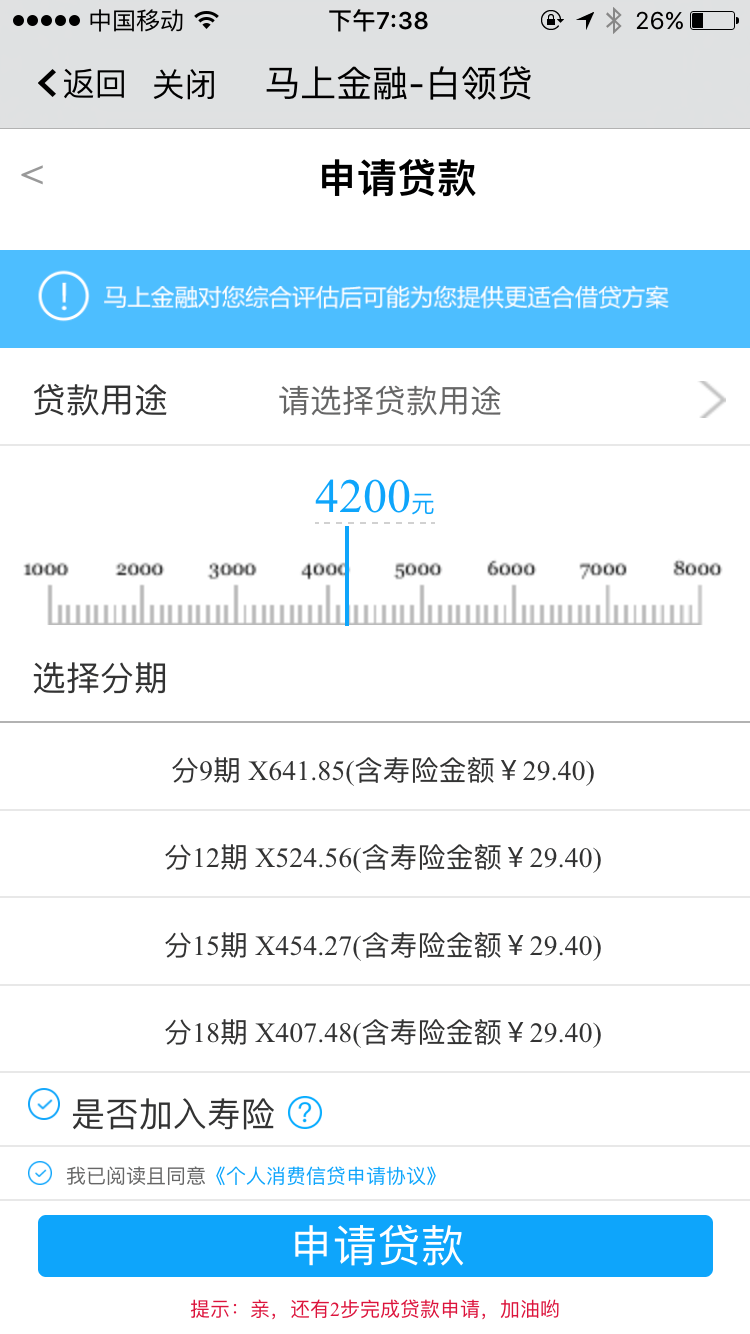 中国移动 下午7:38 26%
返回 关闭 马上金融-白领贷
< 申请贷款
! 马上金融对您综合评估后可能为您提供更适合借贷方案
贷款用途 请选择贷款用途
4200元
1000 2000 3000 4000 5000 6000 7000 8000
选择分期
分9期 X641.85(含寿险金额￥29.40)
分12期 X524.56(含寿险金额￥29.40)
分15期 X454.27(含寿险金额￥29.40)
分18期 X407.48(含寿险金额￥29.40)
是否加入寿险 ?
我已阅读且同意《个人消费信贷申请协议》
申请贷款
提示：亲，还有2步完成贷款申请，加油哟